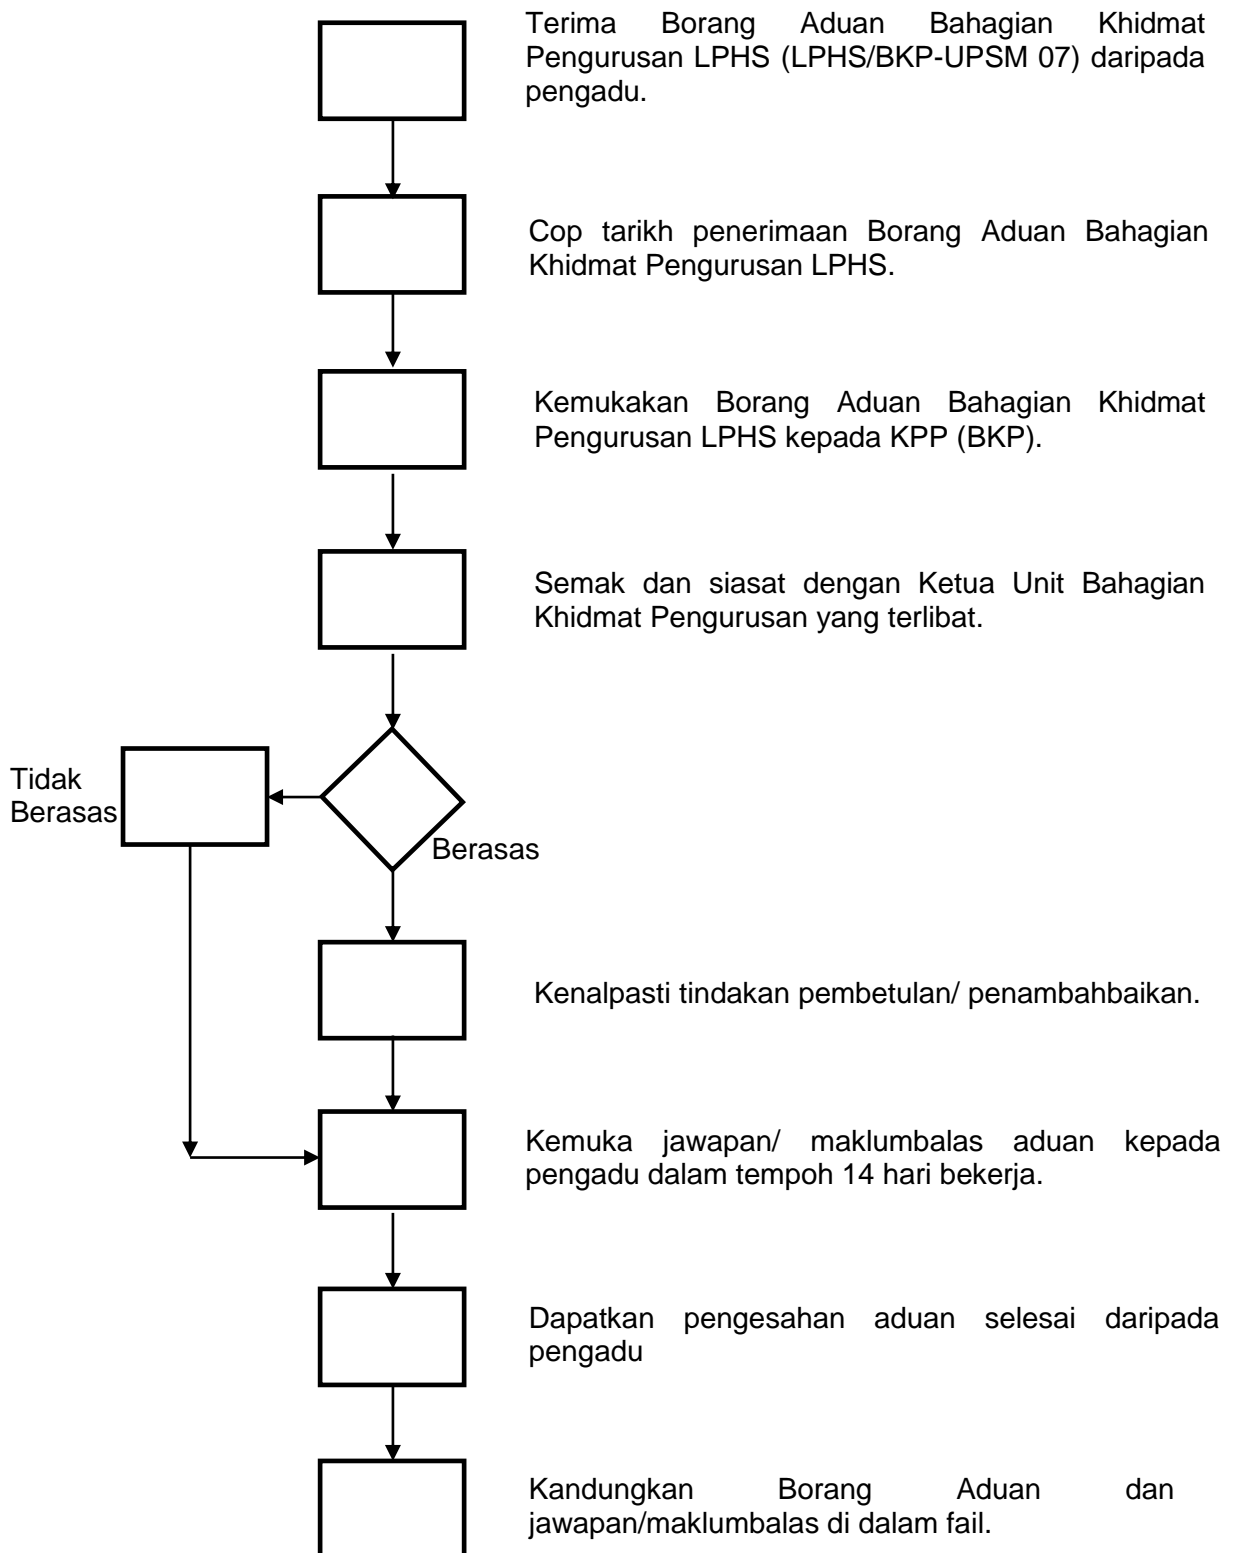 Terima Borang Aduan Bahagian Khidmat
Pengurusan LPHS (LPHS/BKP-UPSM 07) daripada
pengadu.
Cop tarikh penerimaan Borang Aduan Bahagian
Khidmat Pengurusan LPHS.
Kemukakan Borang Aduan Bahagian Khidmat
Pengurusan LPHS kepada KPP (BKP).
Semak dan siasat dengan Ketua Unit Bahagian
Khidmat Pengurusan yang terlibat.
Tidak
Berasas
Berasas
Kenalpasti tindakan pembetulan/ penambahbaikan.
Kemuka jawapan/ maklumbalas aduan kepada
pengadu dalam tempoh 14 hari bekerja.
Dapatkan pengesahan aduan selesai daripada
pengadu
Kandungkan Borang Aduan dan
jawapan/maklumbalas di dalam fail.